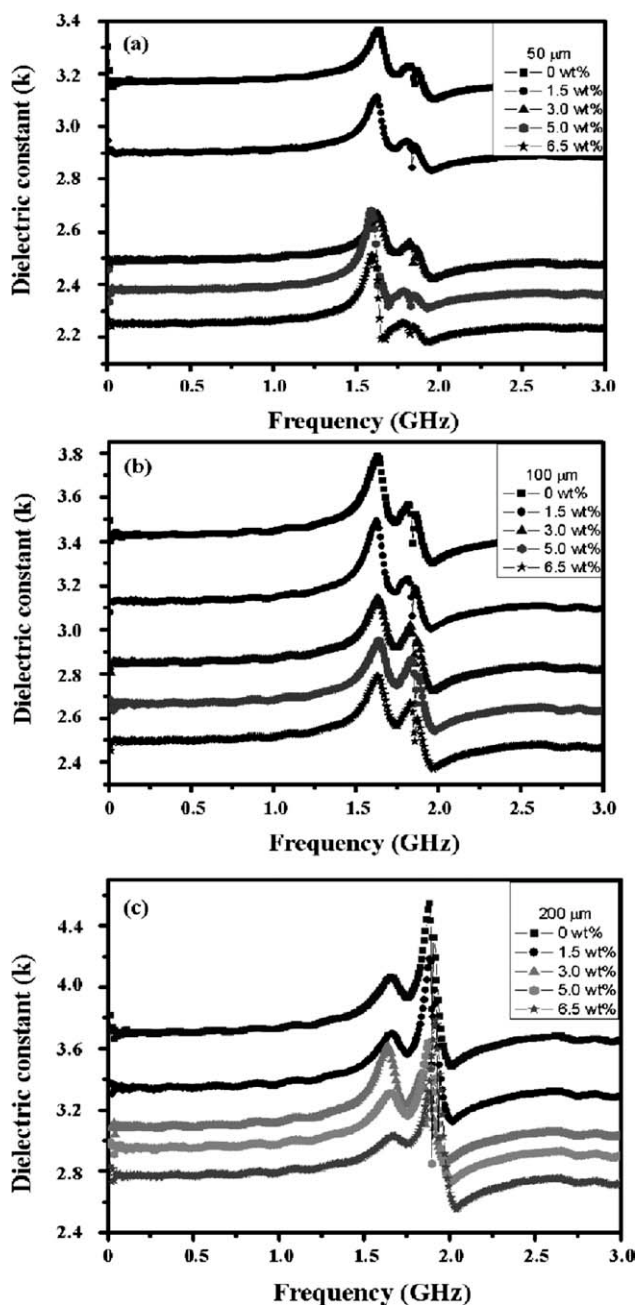 (a)
50 μm
0 wt%
1.5 wt%
3.0 wt%
5.0 wt%
6.5 wt%
3.4
3.2
3.0
2.8
2.6
2.4
2.2
Dielectric constant (k)
0 0.5 1.0 1.5 2.0 2.5 3.0
Frequency (GHz)
(b)
100 μm
0 wt%
1.5 wt%
3.0 wt%
5.0 wt%
6.5 wt%
3.8
3.6
3.4
3.2
3.0
2.8
2.6
2.4
Dielectric constant (k)
0 0.5 1.0 1.5 2.0 2.5 3.0
Frequency (GHz)
(c)
200 μm
0 wt%
1.5 wt%
3.0 wt%
5.0 wt%
6.5 wt%
4.4
4.0
3.6
3.2
2.8
2.4
Dielectric constant (k)
0 0.5 1.0 1.5 2.0 2.5 3.0
Frequency (GHz)